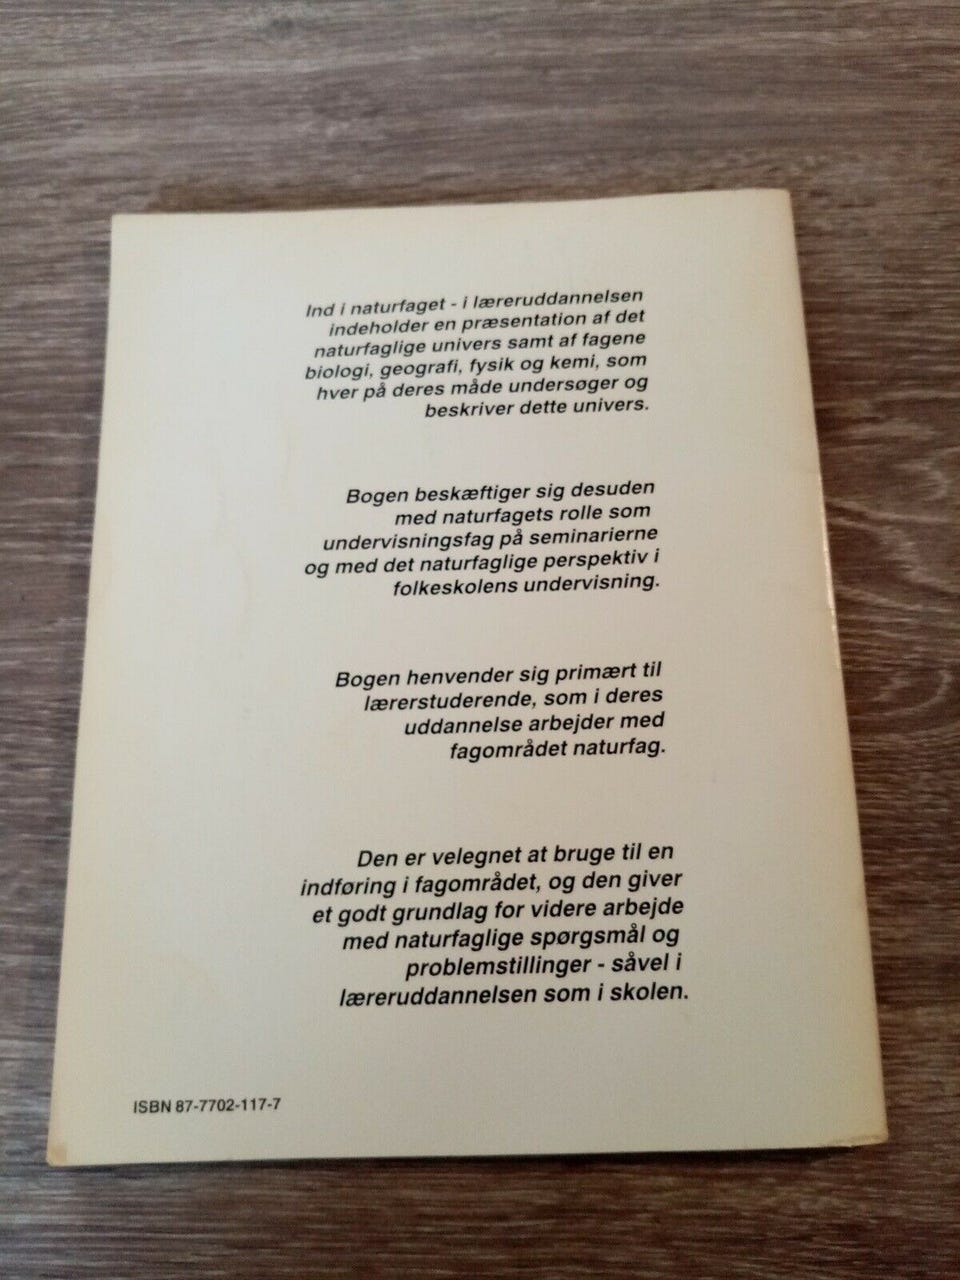 Ind i naturfaget - i læreruddannelsen
indeholder en præsentation af det
naturfaglige univers samt af fagene
biologi, geografi, fysik og kemi, som
hver på deres måde undersøger og
beskriver dette univers.
Bogen beskæftiger sig desuden
med naturfagets rolle som
undervisningsfag på seminarierne
og med det naturfaglige perspektiv i
folkeskolens undervisning.
Bogen henvender sig primært til
lærerstuderende, som i deres
uddannelse arbejder med
fagområdet naturfag.
Den er velegnet at bruge til en
indføring i fagområdet, og den giver
et godt grundlag for videre arbejde
med naturfaglige spørgsmål og
problemstillinger - såvel i
læreruddannelsen som i skolen.
ISBN 87-7702-117-7